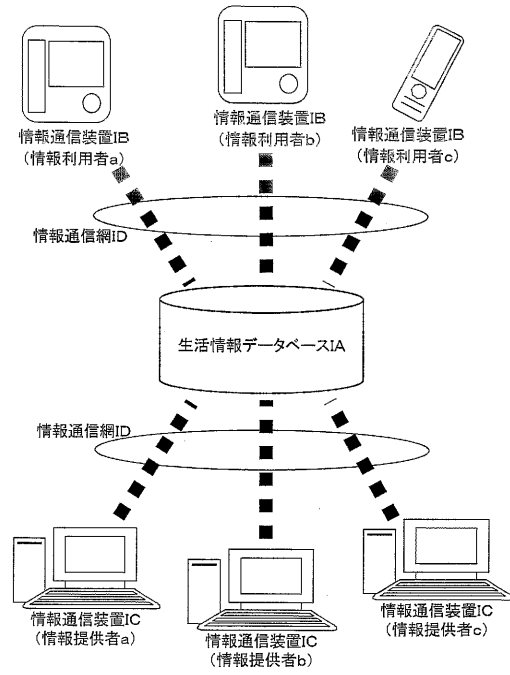 情報通信装置IB
（情報利用者a）
情報通信装置IB
（情報利用者b）
情報通信装置IB
（情報利用者c）
情報通信網ID
生活情報データベースIA
情報通信網ID
情報通信装置IC
（情報提供者a）
情報通信装置IC
（情報提供者b）
情報通信装置IC
（情報提供者c）